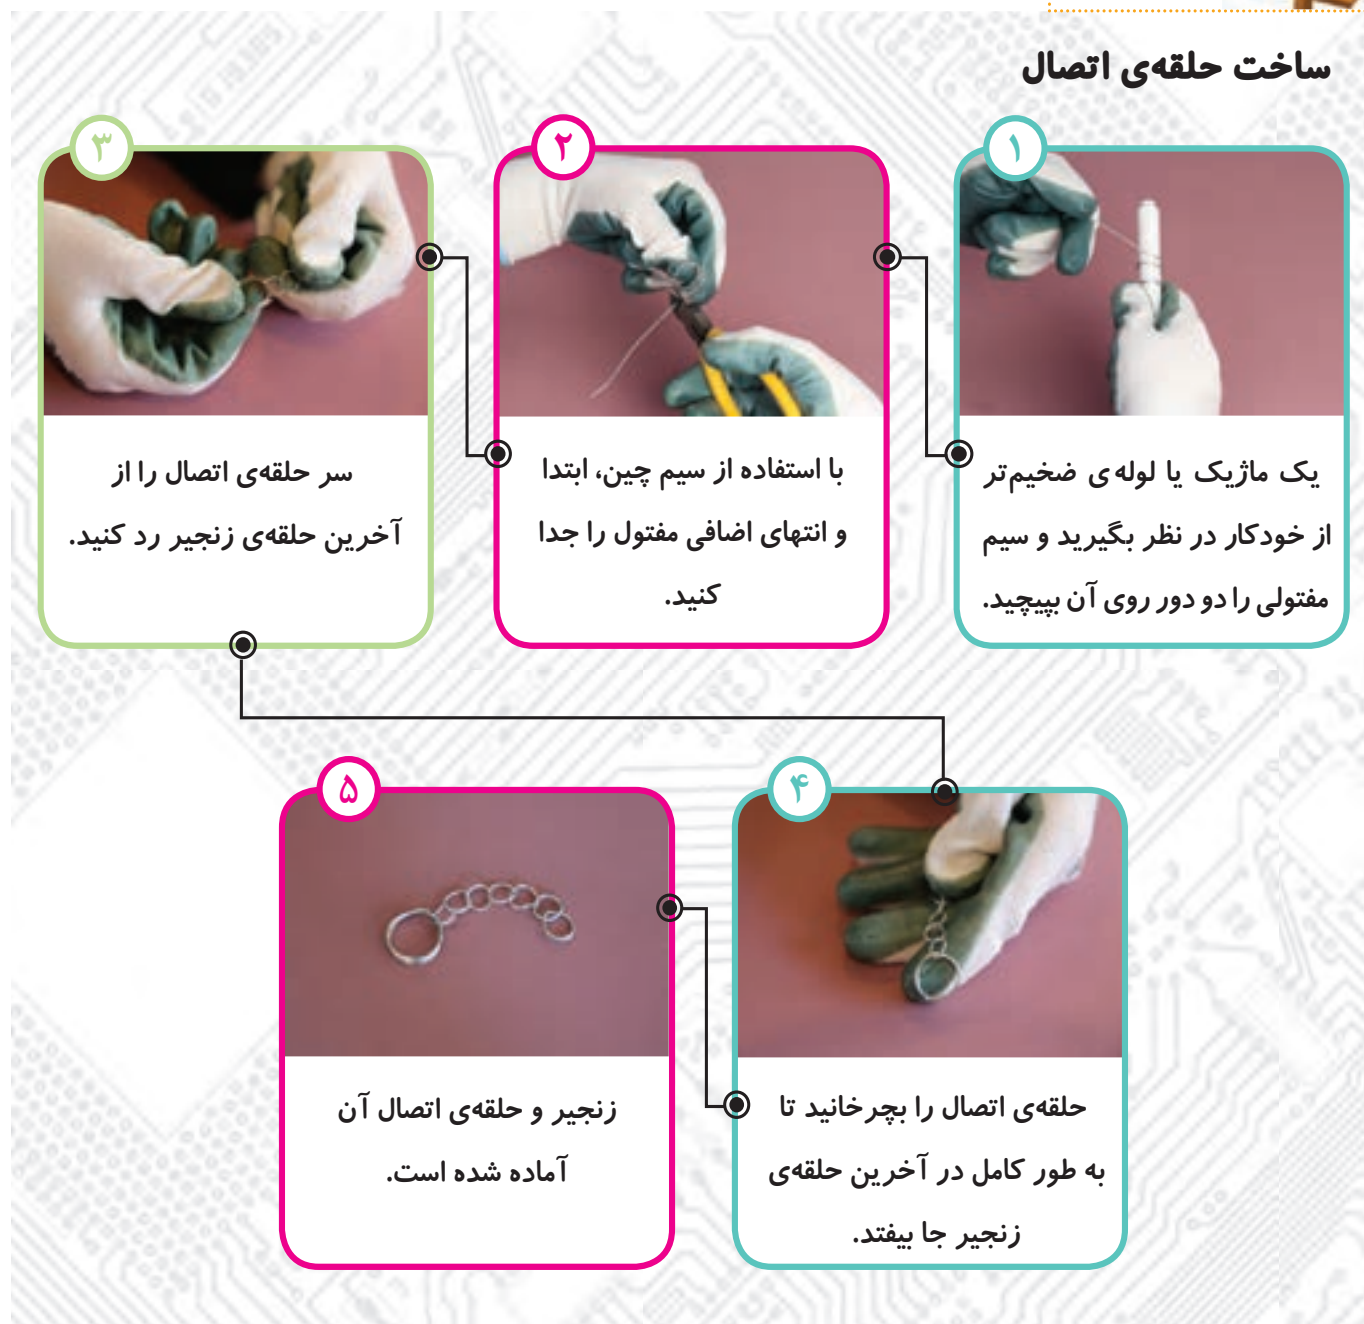 ساخت حلقه‌ی اتصال
۱
یک ماژیک یا لوله ی ضخیم‌تر
از خودکار در نظر بگیرید و سیم
مفتولی را دو دور روی آن بپیچید.
۲
با استفاده از سیم چین، ابتدا
و انتهای اضافی مفتول را جدا
کنید.
۳
سر حلقه‌ی اتصال را از
آخرین حلقه‌ی زنجیر رد کنید.
۴
حلقه‌ی اتصال را بچرخانید تا
به طور کامل در آخرین حلقه‌ی
زنجیر جا بیفتد.
۵
زنجیر و حلقه‌ی اتصال آن
آماده شده است.